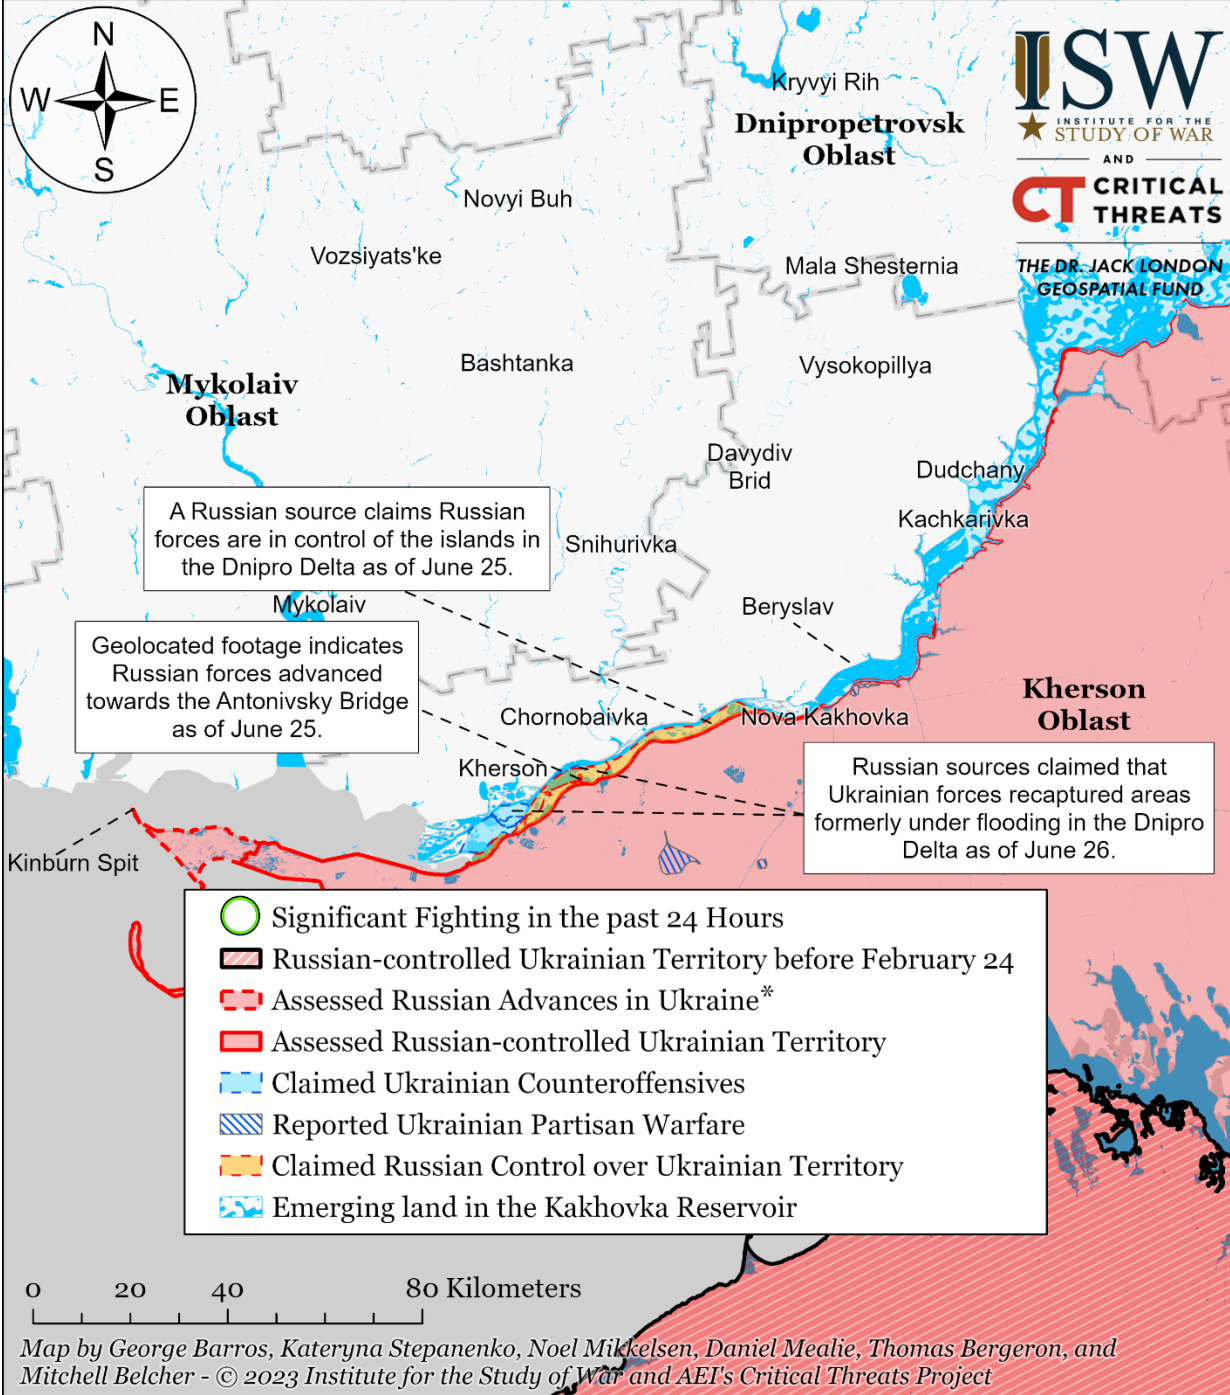 N
W
E
S
ISW
INSTITUTE FOR THE
STUDY OF WAR
AND
CT CRITICAL
THREATS
THE DR. JACK LONDON
GEOSPATIAL FUND
Kryvyi Rih
Dnipropetrovsk
Oblast
Novyi Buh
Vozsiyats'ke
Mala Shesternia
Bashtanka
Vysokopillya
Mykolaiv
Oblast
Davydiv
Brid
Dudchany
Kachkarivka
A Russian source claims Russian
forces are in control of the islands in
the Dnipro Delta as of June 25.
Snihurivka
Mykolaiv
Beryslav
Geolocated footage indicates
Russian forces advanced
towards the Antonivsky Bridge
as of June 25.
Kherson
Oblast
Chornobaivka
Nova Kakhovka
Kherson
Russian sources claimed that
Ukrainian forces recaptured areas
formerly under flooding in the Dnipro
Delta as of June 26.
Kinburn Spit
Significant Fighting in the past 24 Hours
Russian-controlled Ukrainian Territory before February 24
Assessed Russian Advances in Ukraine*
Assessed Russian-controlled Ukrainian Territory
Claimed Ukrainian Counteroffensives
Reported Ukrainian Partisan Warfare
Claimed Russian Control over Ukrainian Territory
Emerging land in the Kakhovka Reservoir
0 20 40 80 Kilometers
Map by George Barros, Kateryna Stepanenko, Noel Mikkelsen, Daniel Mealie, Thomas Bergeron, and
Mitchell Belcher - © 2023 Institute for the Study of War and AEI's Critical Threats Project